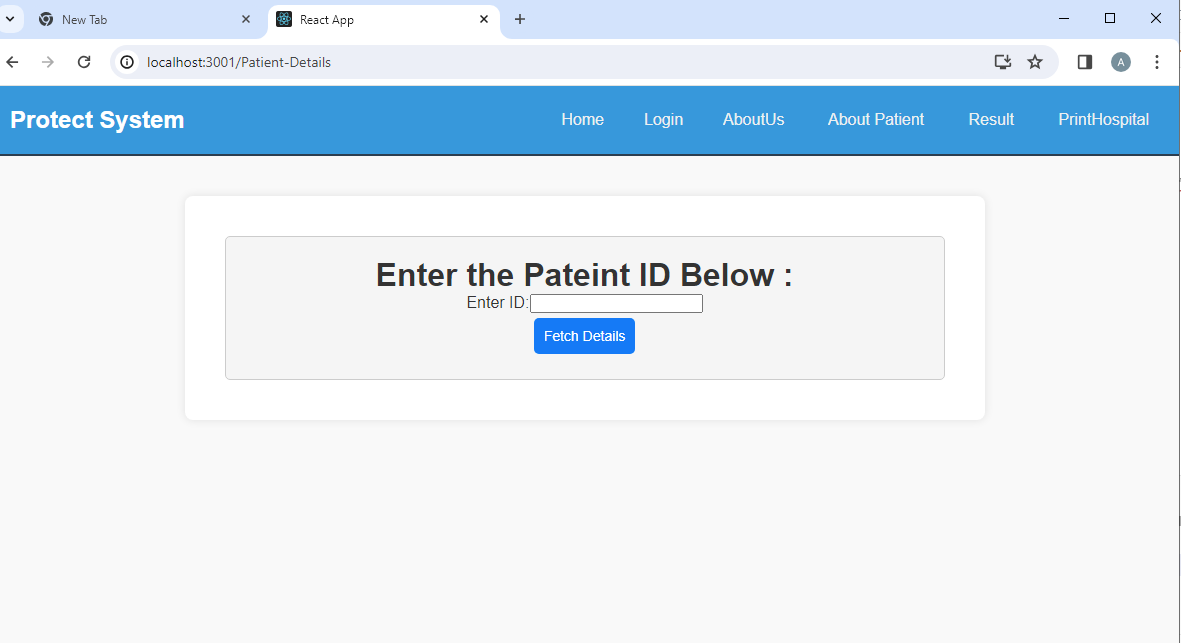 New Tab
React App
localhost:3001/Patient-Details
A
Protect System
Home Login AboutUs About Patient Result PrintHospital
Enter the Pateint ID Below :
Enter ID:
Fetch Details